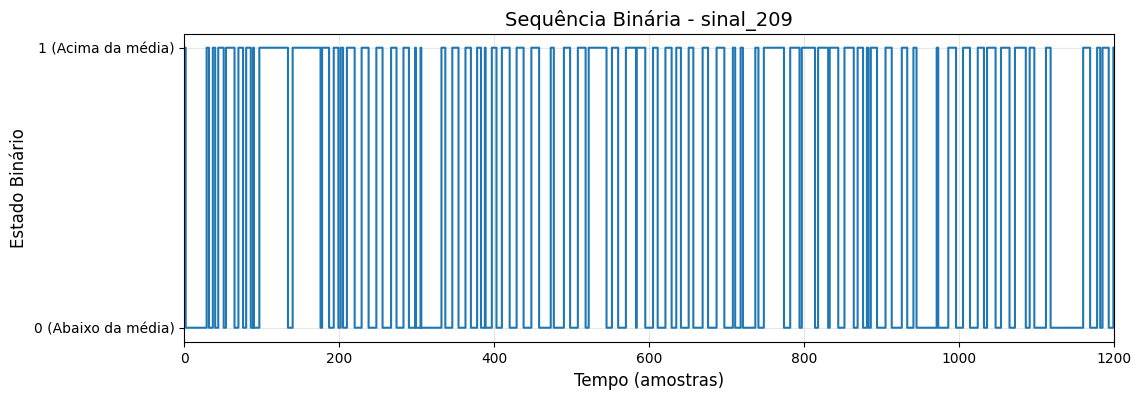 Sequência Binária - sinal_209
1 (Acima da média)
0 (Abaixo da média)
Estado Binário
0 200 400 600 800 1000 1200
Tempo (amostras)